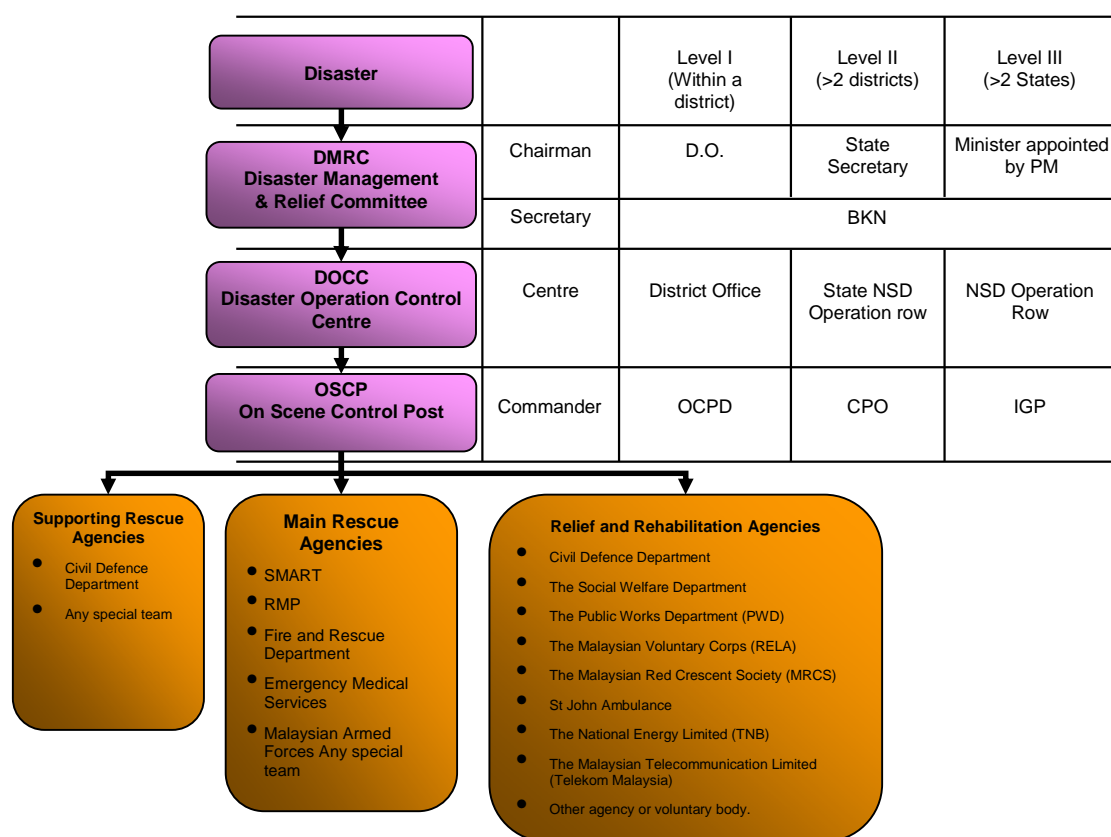 Disaster
Level I
(Within a
district)
Level II
(>2 districts)
Level III
(>2 States)
DMRC
Disaster Management
& Relief Committee
Chairman
D.O.
State
Secretary
Minister appointed
by PM
Secretary
BKN
DOCC
Disaster Operation Control
Centre
Centre
District Office
State NSD
Operation row
NSD Operation
Row
OSCP
On Scene Control Post
Commander
OCPD
CPO
IGP
Supporting Rescue
Agencies
• Civil Defence
Department
• Any special team
Main Rescue
Agencies
• SMART
• RMP
• Fire and Rescue
Department
• Emergency Medical
Services
• Malaysian Armed
Forces Any special
team
Relief and Rehabilitation Agencies
• Civil Defence Department
• The Social Welfare Department
• The Public Works Department (PWD)
• The Malaysian Voluntary Corps (RELA)
• The Malaysian Red Crescent Society (MRCS)
• St John Ambulance
• The National Energy Limited (TNB)
• The Malaysian Telecommunication Limited
(Telekom Malaysia)
• Other agency or voluntary body.